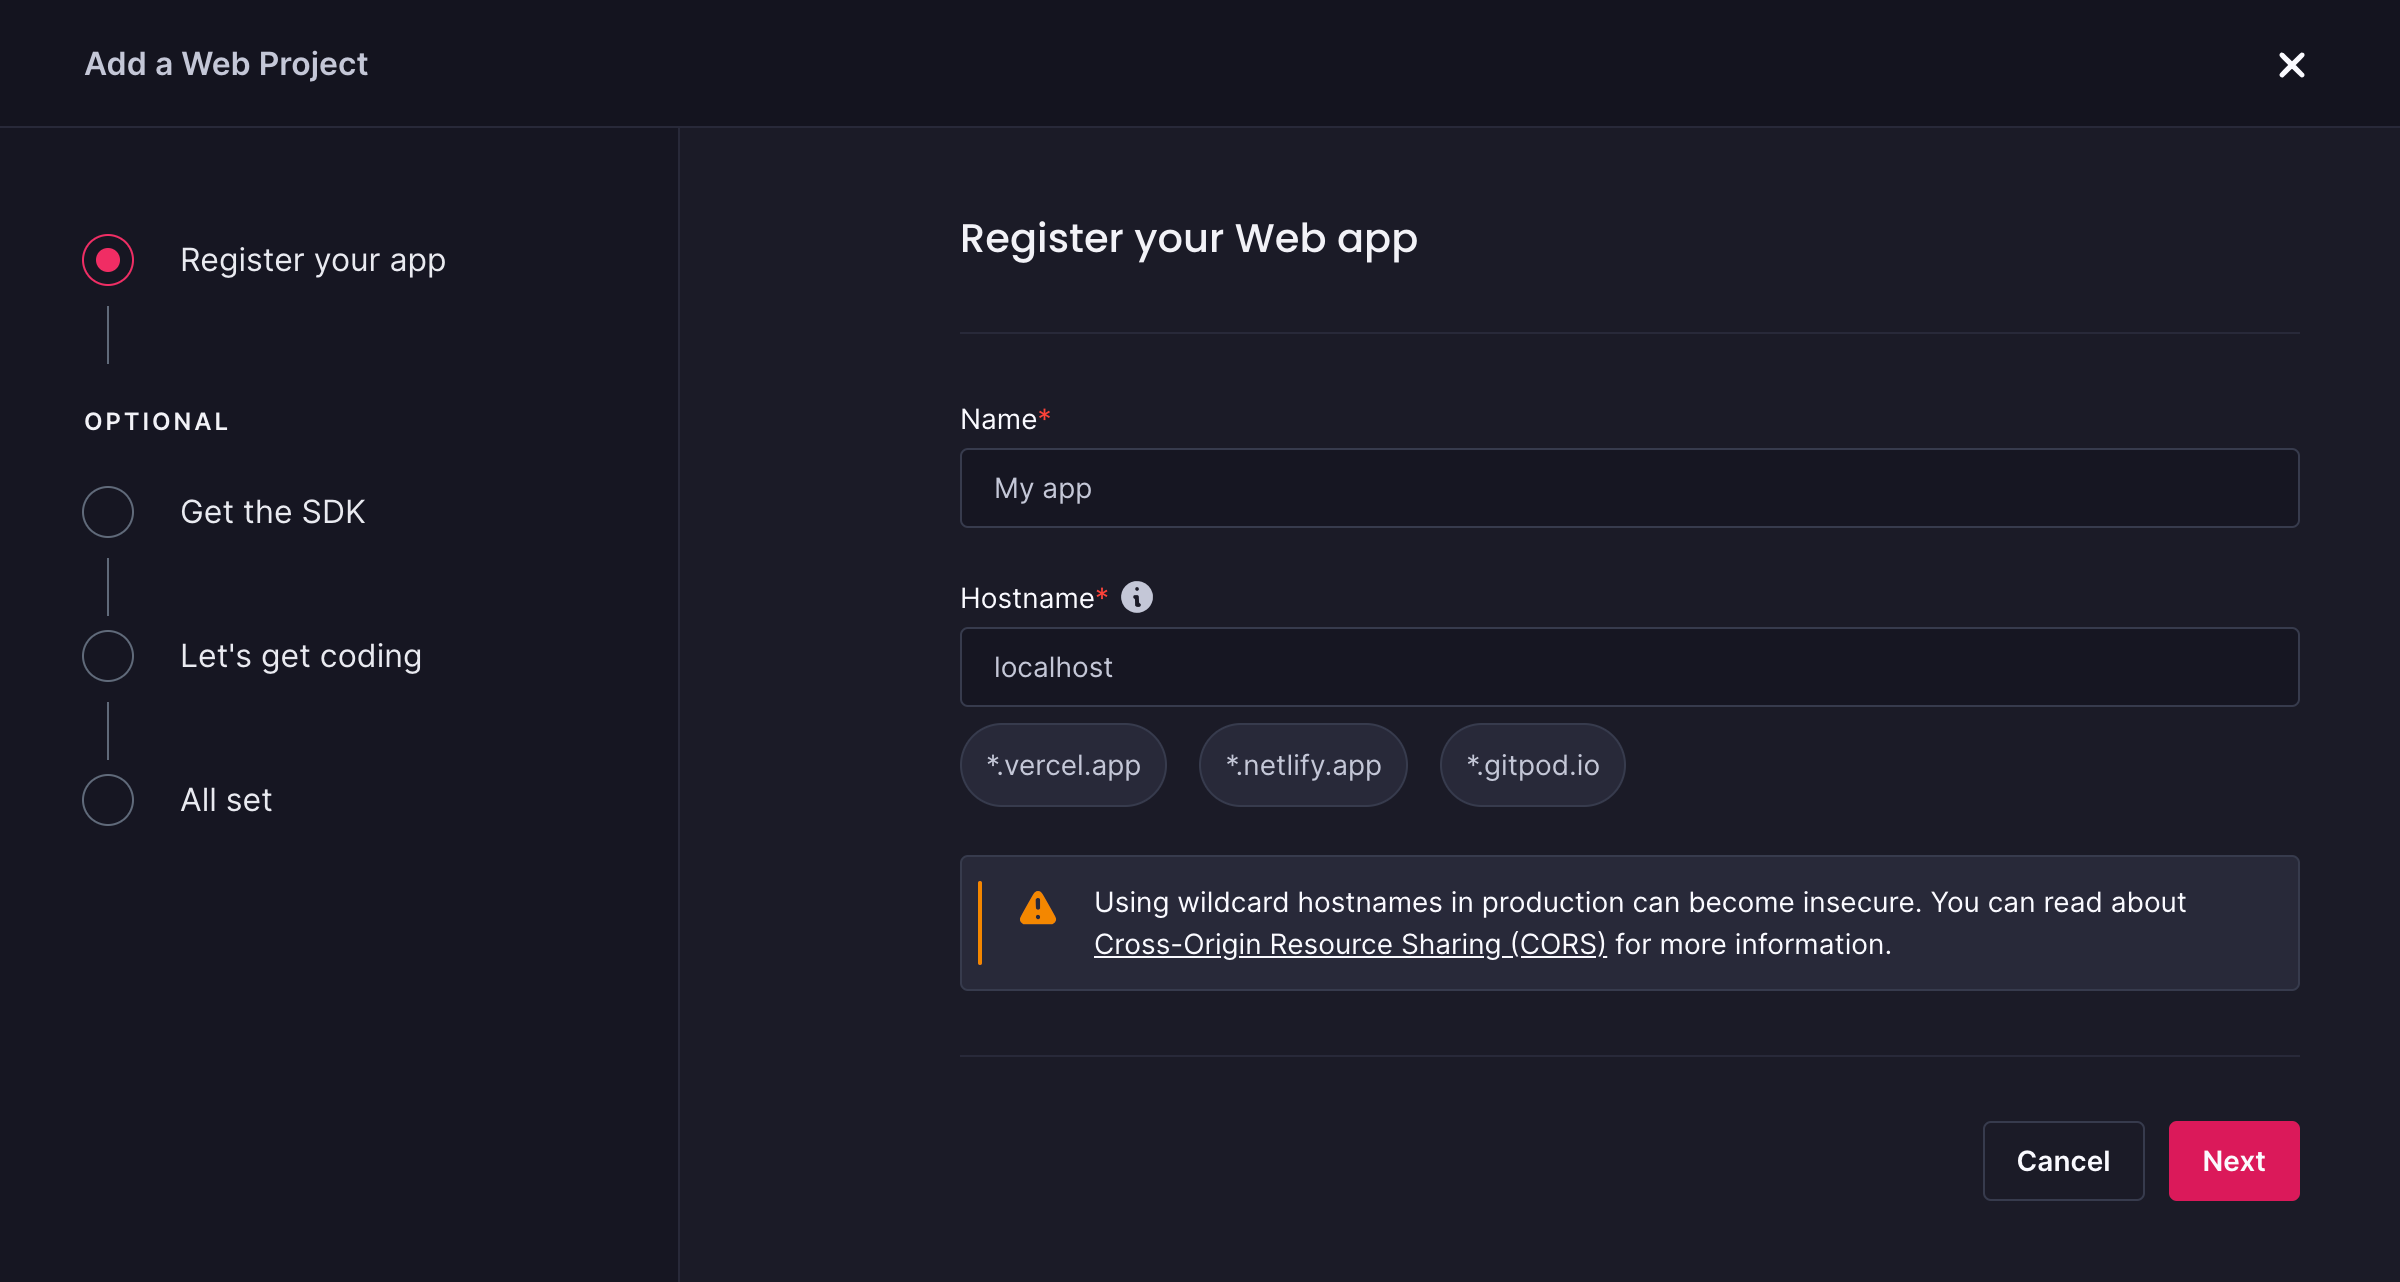 Add a Web Project
Register your app
OPTIONAL
Get the SDK
Let's get coding
All set
Register your Web app
Name*
My app
Hostname*
localhost
*.vercel.app
*.netlify.app
*.gitpod.io
Using wildcard hostnames in production can become insecure. You can read about
Cross-Origin Resource Sharing (CORS) for more information.
Cancel
Next